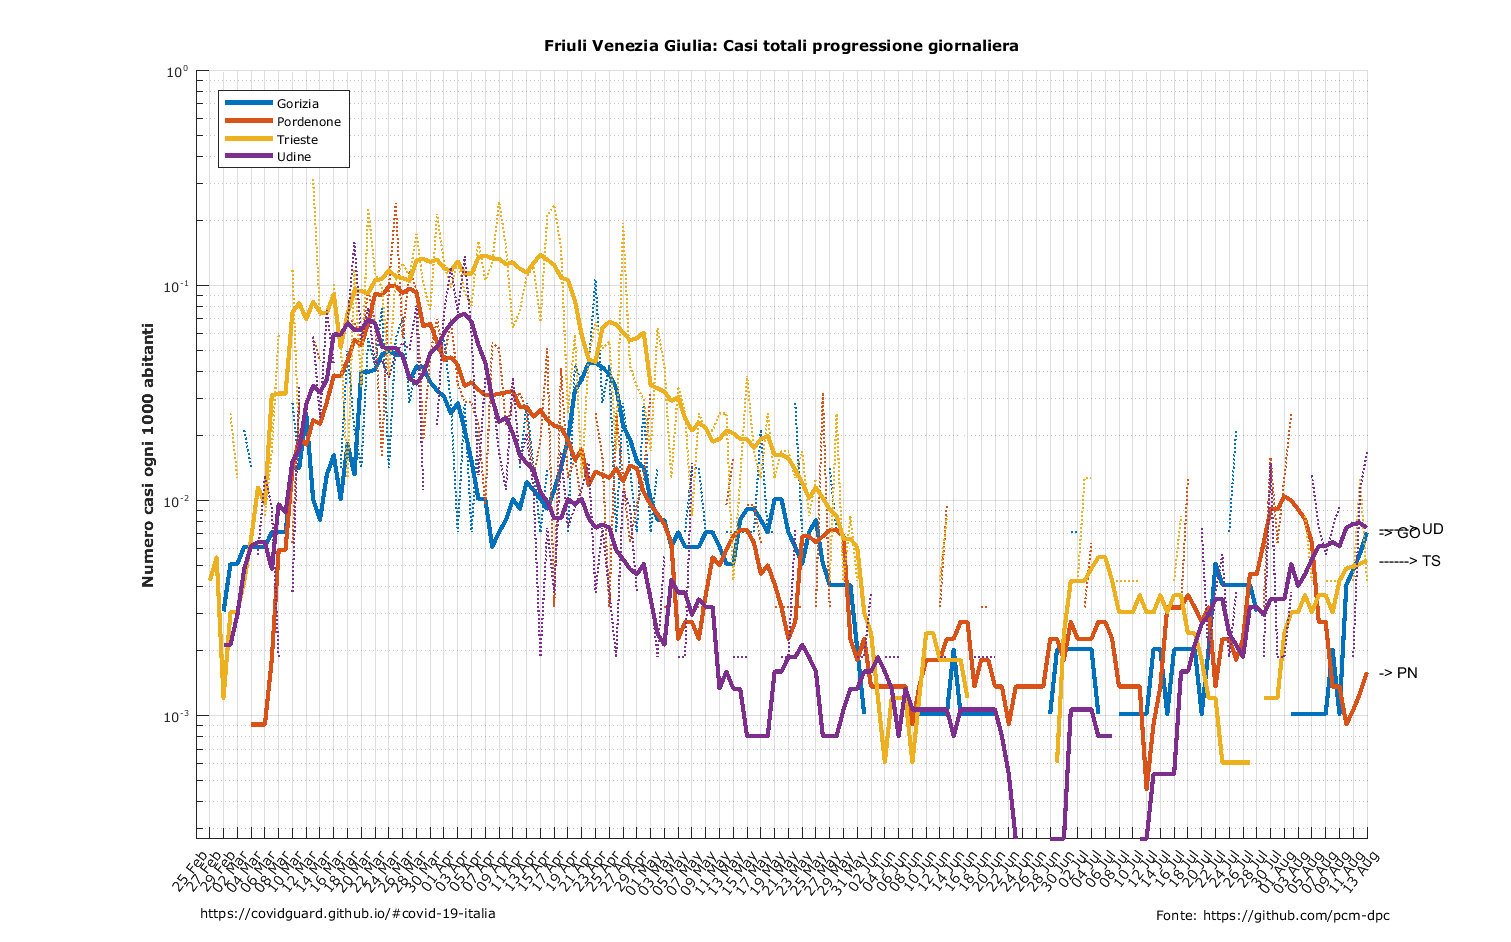 Friuli Venezia Giulia: Casi totali progressione giornaliera
Numero casi ogni 1000 abitanti
10⁰
10⁻¹
10⁻²
10⁻³
Gorizia
Pordenone
Trieste
Udine
------> UD
-> GO
------> TS
-> PN
25 Feb
27 Feb
29 Feb
02 Mar
04 Mar
06 Mar
08 Mar
10 Mar
12 Mar
14 Mar
16 Mar
18 Mar
20 Mar
22 Mar
24 Mar
26 Mar
28 Mar
30 Mar
01 Apr
03 Apr
05 Apr
07 Apr
09 Apr
11 Apr
13 Apr
15 Apr
17 Apr
19 Apr
21 Apr
23 Apr
25 Apr
27 Apr
29 Apr
01 May
03 May
05 May
07 May
09 May
11 May
13 May
15 May
17 May
19 May
21 May
23 May
25 May
27 May
29 May
31 May
02 Jun
04 Jun
06 Jun
08 Jun
10 Jun
12 Jun
14 Jun
16 Jun
18 Jun
20 Jun
22 Jun
24 Jun
26 Jun
28 Jun
30 Jun
02 Jul
04 Jul
06 Jul
08 Jul
10 Jul
12 Jul
14 Jul
16 Jul
18 Jul
20 Jul
22 Jul
24 Jul
26 Jul
28 Jul
30 Jul
01 Aug
03 Aug
05 Aug
07 Aug
09 Aug
11 Aug
13 Aug
https://covidguard.github.io/#covid-19-italia
Fonte: https://github.com/pcm-dpc